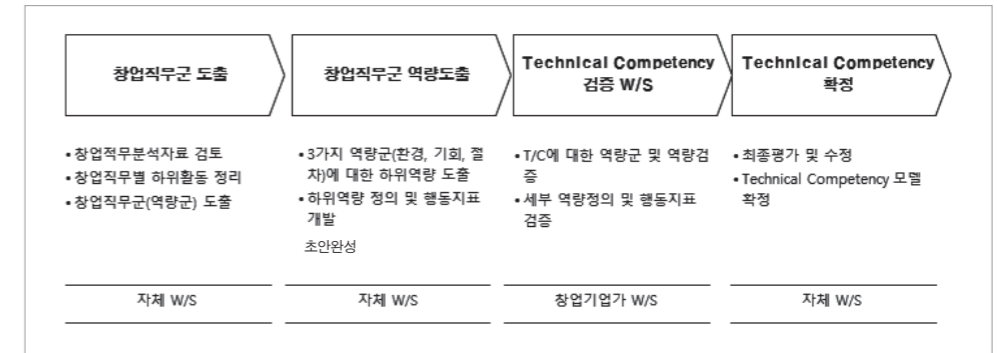 창업직무군 도출
창업직무군 역량도출
Technical Competency
검증 W/S
Technical Competency
확정
• 창업적무분석자료 검토
• 창업직무별 하위활동 정리
• 창업직무군(역량군) 도출
• 3가지 역량군(환경, 기회, 절
차)에 대한 하위역량 도출
• 하위역량 정의 및 행동지표
개발
초안완성
• T/C에 대한 역량군 및 역량검
증
• 세부 역량정의 및 행동지표
검증
• 최종평가 및 수정
• Technical Competency 모델
확정
자체 W/S
자체 W/S
창업기업가 W/S
자체 W/S